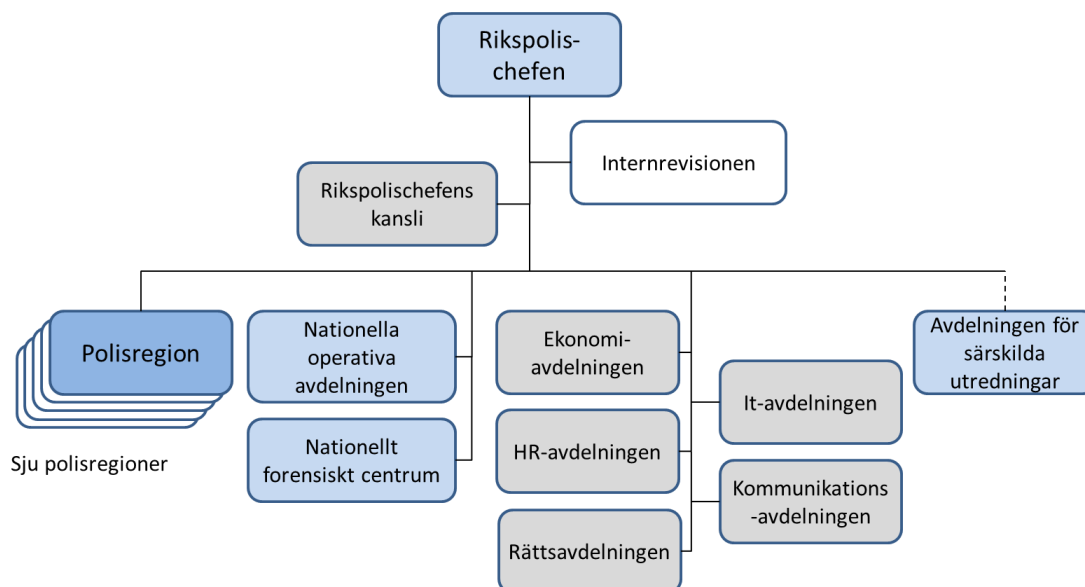 Rikspolis-
chefen
Internrevisionen
Rikspolischefens
kansli
Polisregion
Sju polisregioner
Nationella
operativa
avdelningen
Nationellt
forensiskt centrum
Ekonomi-
avdelningen
HR-avdelningen
Rättsavdelningen
It-avdelningen
Kommunikations
-avdelningen
Avdelningen för
särskilda
utredningar